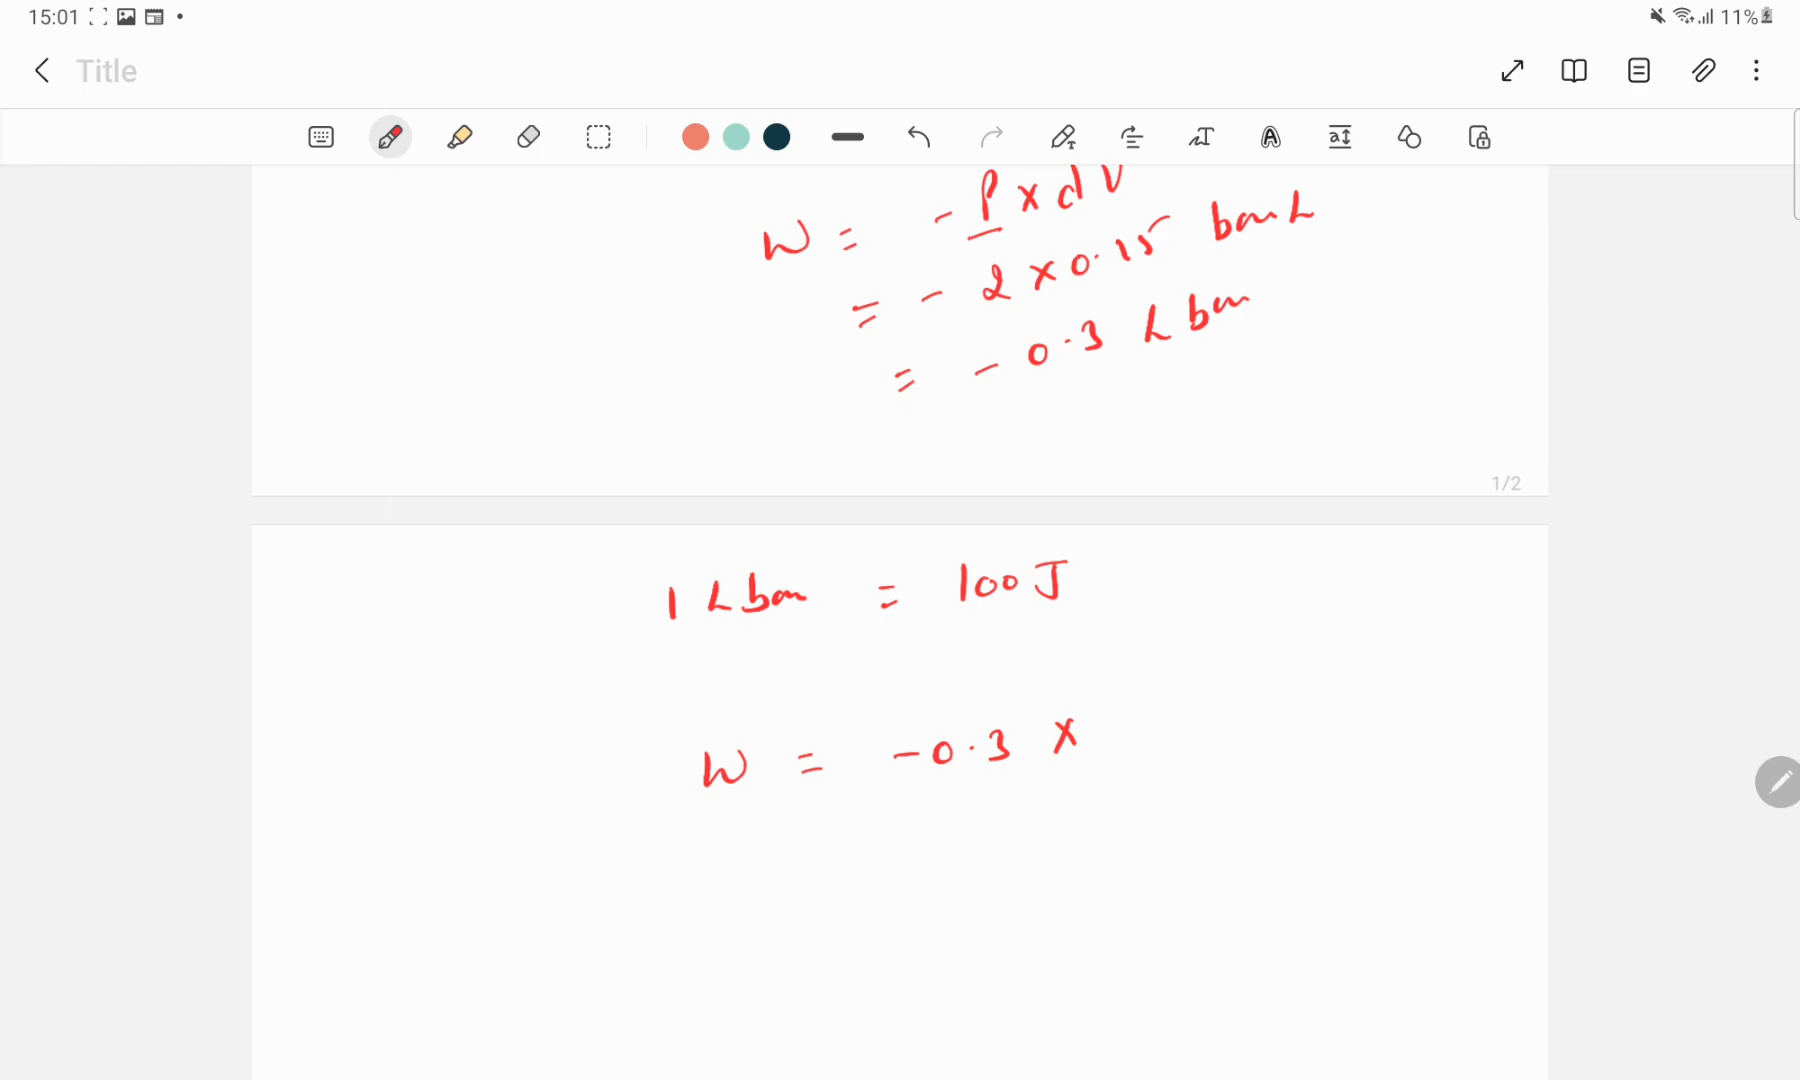 15:01 11%
Title
W = - P x dV
= - 2 x 0.15 bar L
= - 0.3 L bar
1/2
1 L bar = 100 J
W = -0.3 x